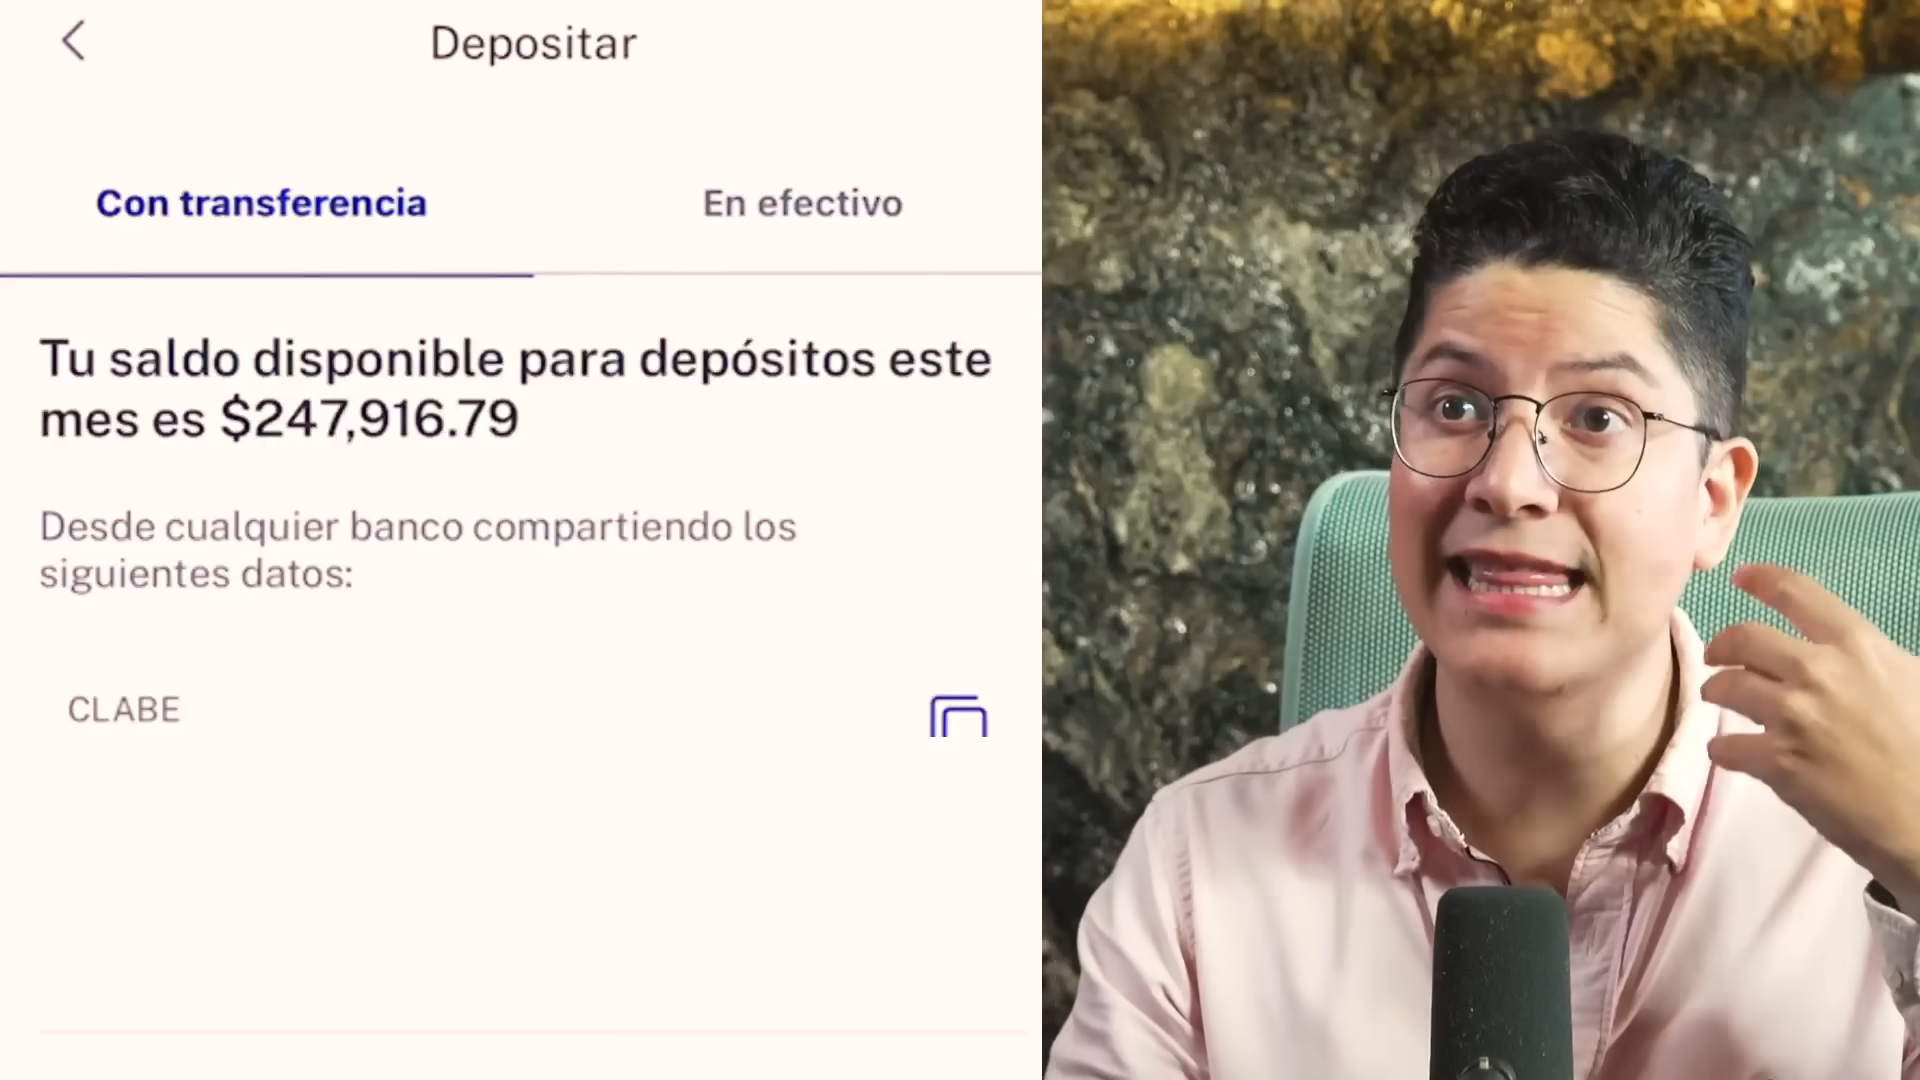 Depositar
Con transferencia
En efectivo
Tu saldo disponible para depósitos este
mes es $247,916.79
Desde cualquier banco compartiendo los
siguientes datos:
CLABE